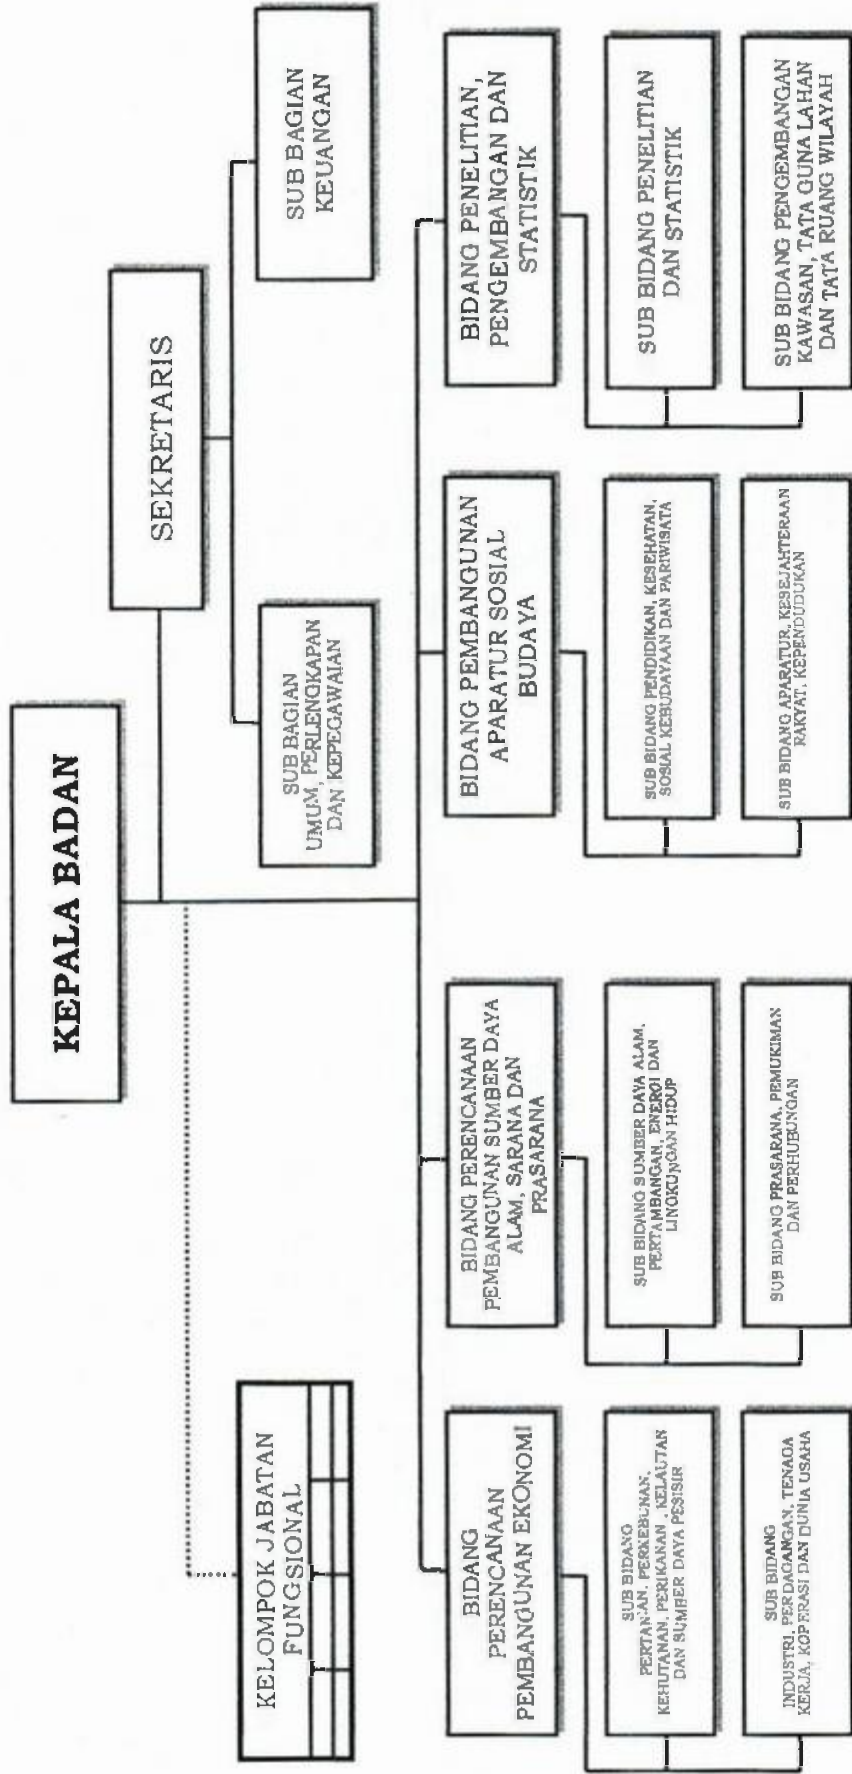 KEPALA BADAN
SEKRETARIS
KELOMPOK JABATAN
FUNGSIONAL
SUB BAGIAN
UMUM, PERLENGKAPAN
DAN KEPEGAWAIAN
SUB BAGIAN
KEUANGAN
BIDANG
PERENCANAAN
PEMBANGUNAN EKONOMI
BIDANG PERENCANAAN
PEMBANGUNAN SUMBER DAYA
ALAM, SARANA DAN
PRASARANA
BIDANG PEMBANGUNAN
APARATUR SOSIAL
BUDAYA
BIDANG PENELITIAN,
PENGEMBANGAN DAN
STATISTIK
SUB BIDANG
PERTANIAN, PERKEBUNAN,
KEHUTANAN, PERIKANAN , KELAUTAN
DAN SUMBER DAYA PESISIR
SUB BIDANG SUMBER DAYA ALAM,
PERTAMBANGAN, ENERGI DAN
LINGKUNGAN HIDUP
SUB BIDANG PENDIDIKAN, KESEHATAN,
SOSIAL KEBUDAYAAN DAN PARIWISATA
SUB BIDANG PENELITIAN
DAN STATISTIK
SUB BIDANG
INDUSTRI, PERDAGANGAN, TENAGA
KERJA, KOPERASI DAN DUNIA USAHA
SUB BIDANG PRASARANA, PEMUKIMAN
DAN PERHUBUNGAN
SUB BIDANG APARATUR, KESEJAHTERAAN
RAKYAT, KEPENDUDUKAN
SUB BIDANG PENGEMBANGAN
KAWASAN, TATA GUNA LAHAN
DAN TATA RUANG WILAYAH